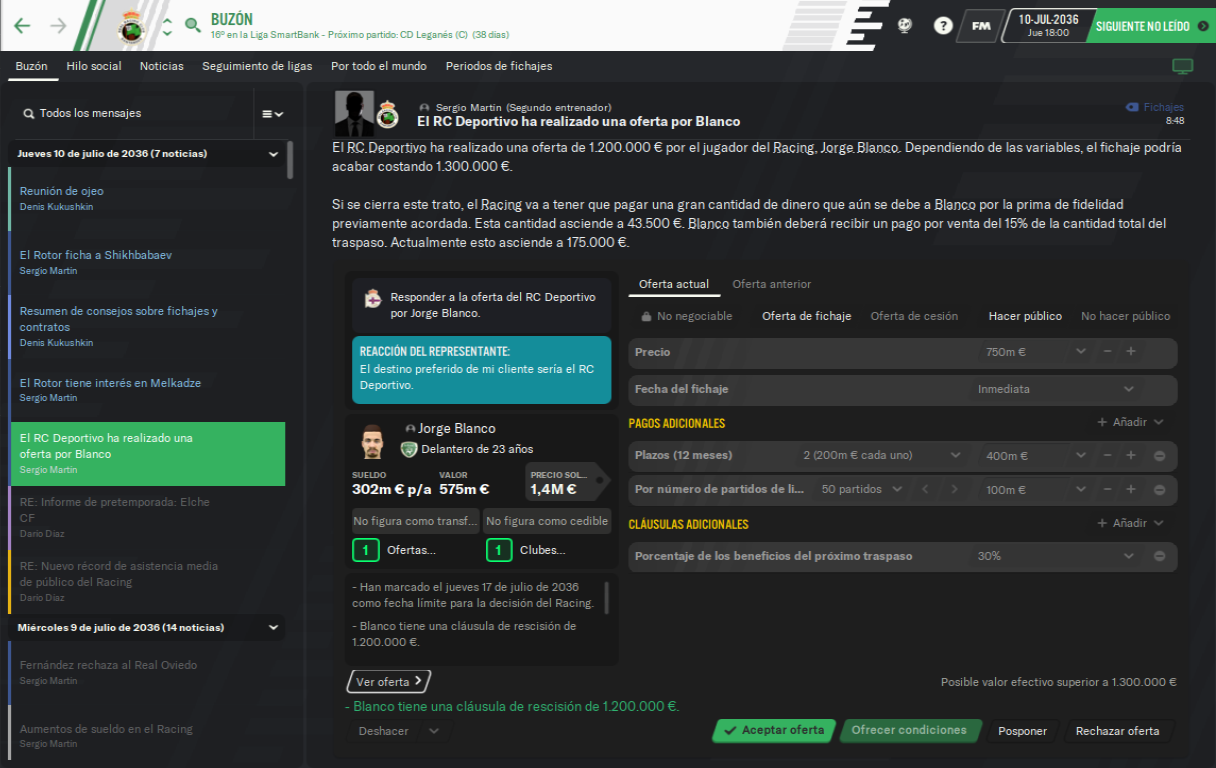 BUZÓN
16º en la Liga SmartBank - Próximo partido: CD Leganés (C) (38 días)
?
FM
10-JUL-2036
Jue 18:00
SIGUIENTE NO LEÍDO
Buzón
Hilo social
Noticias
Seguimiento de ligas
Por todo el mundo
Periodos de fichajes
Todos los mensajes
Jueves 10 de julio de 2036 (7 noticias)
Reunión de ojeo
Denis Kukushkin
El Rotor ficha a Shikhbabaev
Sergio Martín
Resumen de consejos sobre fichajes y
contratos
Denis Kukushkin
El Rotor tiene interés en Melkadze
Sergio Martín
El RC Deportivo ha realizado una
oferta por Blanco
Sergio Martín
RE: Informe de pretemporada: Elche
CF
Darío Díaz
RE: Nuevo récord de asistencia media
de público del Racing
Darío Díaz
Miércoles 9 de julio de 2036 (14 noticias)
Fernández rechaza al Real Oviedo
Sergio Martín
Aumentos de sueldo en el Racing
Sergio Martín
Sergio Martín (Segundo entrenador)
El RC Deportivo ha realizado una oferta por Blanco
Fichajes
8:48
El RC Deportivo ha realizado una oferta de 1.200.000 € por el jugador del Racing, Jorge Blanco. Dependiendo de las variables, el fichaje podría
acabar costando 1.300.000 €.
Si se cierra este trato, el Racing va a tener que pagar una gran cantidad de dinero que aún se debe a Blanco por la prima de fidelidad
previamente acordada. Esta cantidad asciende a 43.500 €. Blanco también deberá recibir un pago por venta del 15% de la cantidad total del
traspaso. Actualmente esto asciende a 175.000 €.
Responder a la oferta del RC Deportivo
por Jorge Blanco.
REACCIÓN DEL REPRESENTANTE:
El destino preferido de mi cliente sería el RC
Deportivo.
Jorge Blanco
Delantero de 23 años
SUELDO
302m € p/a
VALOR
575m €
PRECIO SOL...
1,4M €
No figura como transf...
No figura como cedible
1 Ofertas...
1 Clubes...
- Han marcado el jueves 17 de julio de 2036
como fecha límite para la decisión del Racing.
- Blanco tiene una cláusula de rescisión de
1.200.000 €.
Oferta actual
Oferta anterior
No negociable
Oferta de fichaje
Oferta de cesión
Hacer público
No hacer público
Precio 750m € − +
Fecha del fichaje Inmediata
PAGOS ADICIONALES + Añadir
Plazos (12 meses) 2 (200m € cada uno) 400m € − +
Por número de partidos de li... 50 partidos 100m € − +
CLÁUSULAS ADICIONALES + Añadir
Porcentaje de los beneficios del próximo traspaso 30%
Ver oferta
Posible valor efectivo superior a 1.300.000 €
- Blanco tiene una cláusula de rescisión de 1.200.000 €.
Deshacer
Aceptar oferta
Ofrecer condiciones
Posponer
Rechazar oferta